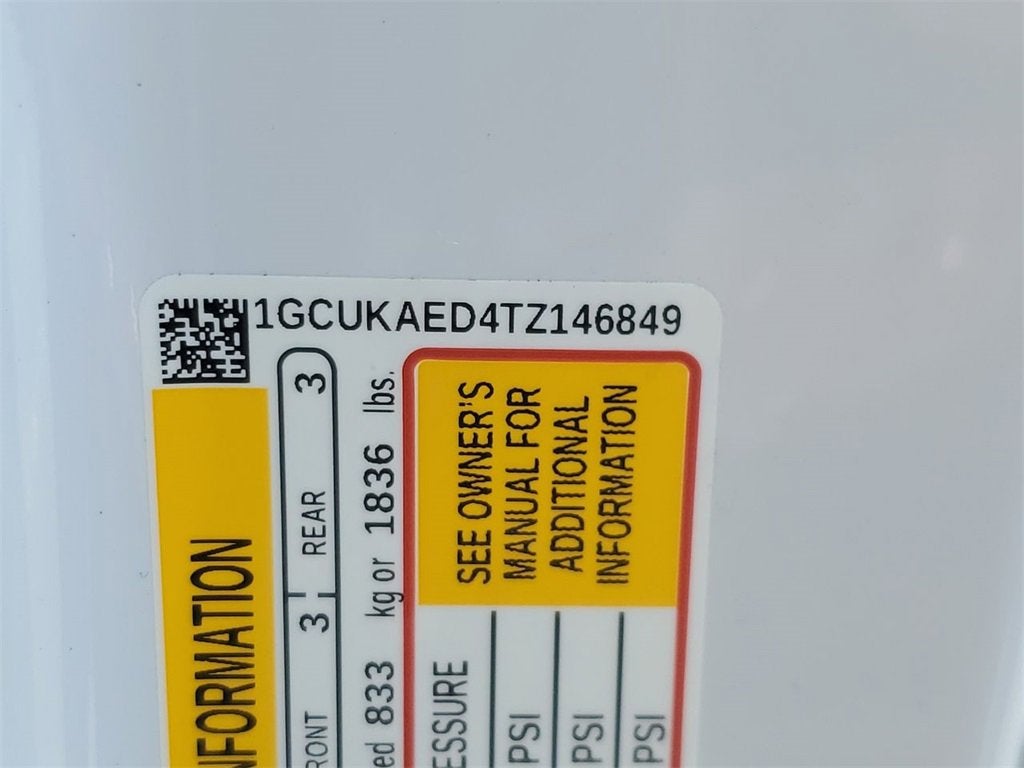 1GCUKAED4TZ146849
NFORMATION
RONT 3 REAR 3
ed 833 kg or 1836 lbs.
ESSURE
SEE OWNER'S
MANUAL FOR
ADDITIONAL
INFORMATION
PSI
PSI
PSI